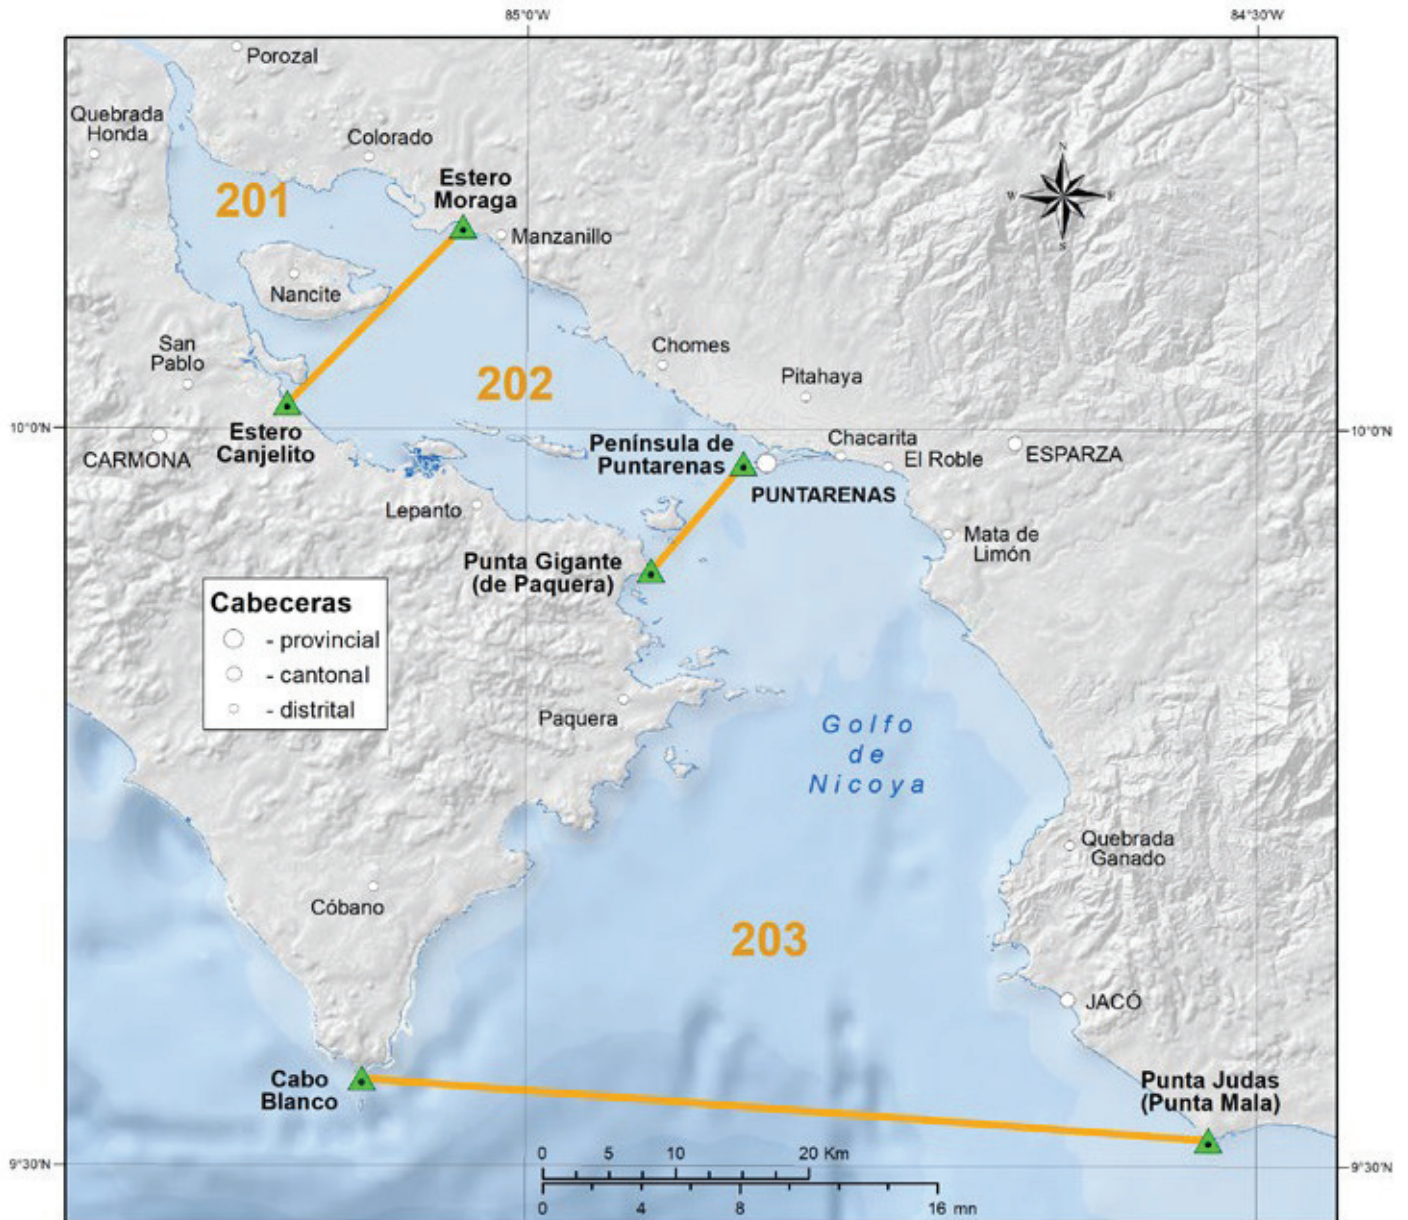 85°0'W
84°30'W
Porozal
Quebrada
Honda
Colorado
Estero
Moraga
N
W
E
S
201
Manzanillo
Nancite
San
Pablo
Chomes
Pitahaya
202
10°0'N
10°0'N
CARMONA
Estero
Canjelito
Península de
Puntarenas
Chacarita
El Roble
ESPARZA
PUNTARENAS
Lepanto
Mata de
Limón
Punta Gigante
(de Paquera)
Cabeceras
- provincial
- cantonal
- distrital
Paquera
Golfo
de
Nicoya
Quebrada
Ganado
Cóbano
203
JACÓ
Cabo
Blanco
Punta Judas
(Punta Mala)
0 5 10 20 Km
0 4 8 16 mn
9°30'N
9°30'N